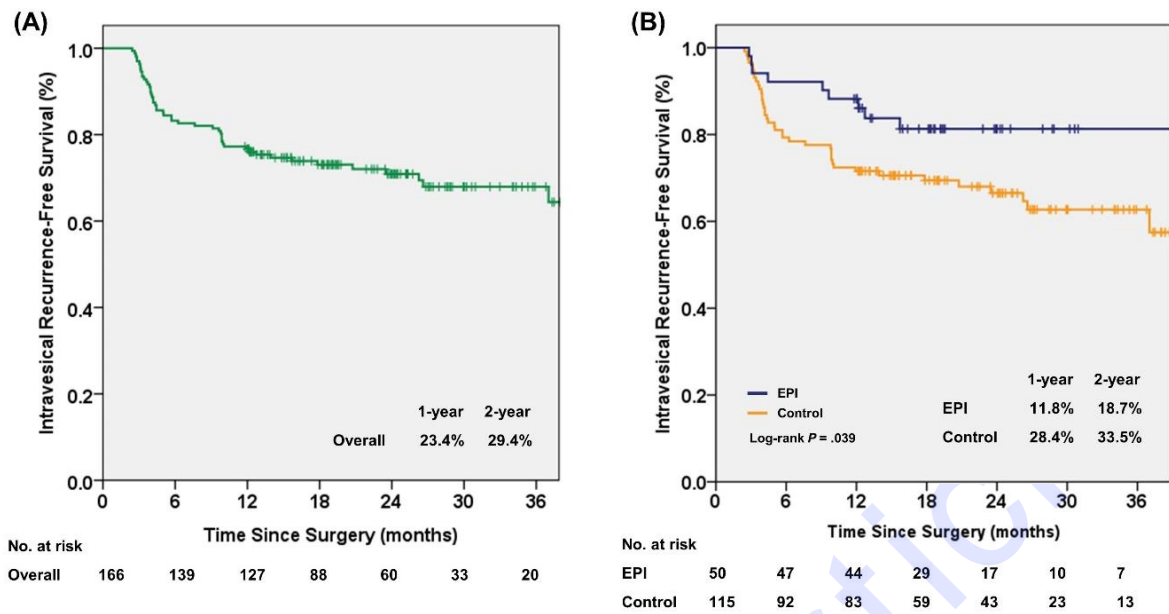 (A)
Intravesical Recurrence-Free Survival (%)
1.0
0.8
0.6
0.4
0.2
0.0
1-year 2-year
Overall 23.4% 29.4%
0 6 12 18 24 30 36
Time Since Surgery (months)
No. at risk
Overall 166 139 127 88 60 33 20
(B)
Intravesical Recurrence-Free Survival (%)
1.0
0.8
0.6
0.4
0.2
0.0
EPI
Control
Log-rank P = .039
1-year 2-year
EPI 11.8% 18.7%
Control 28.4% 33.5%
0 6 12 18 24 30 36
Time Since Surgery (months)
No. at risk
EPI 50 47 44 29 17 10 7
Control 115 92 83 59 43 23 13